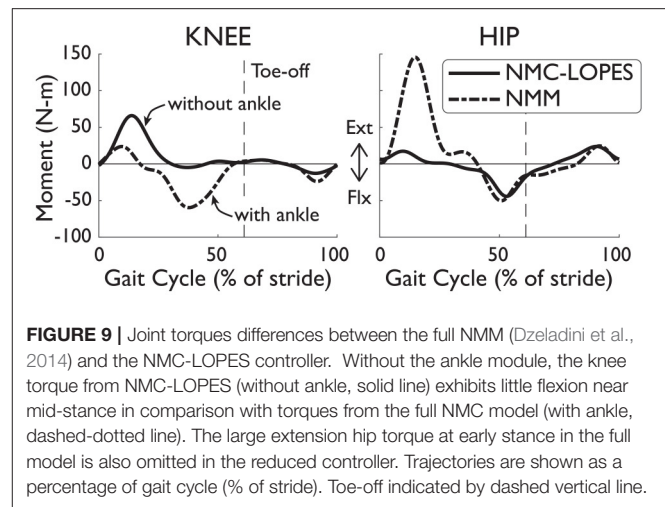 KNEE
HIP
Moment (N-m)
150
100
50
0
-50
-100
Toe-off
without ankle
with ankle
0
50
100
Gait Cycle (% of stride)
Ext
Flx
NMC-LOPES
NMM
0
50
100
Gait Cycle (% of stride)
FIGURE 9 | Joint torques differences between the full NMM (Dzeladini et al.,
2014) and the NMC-LOPES controller. Without the ankle module, the knee
torque from NMC-LOPES (without ankle, solid line) exhibits little flexion near
mid-stance in comparison with torques from the full NMC model (with ankle,
dashed-dotted line). The large extension hip torque at early stance in the full
model is also omitted in the reduced controller. Trajectories are shown as a
percentage of gait cycle (% of stride). Toe-off indicated by dashed vertical line.